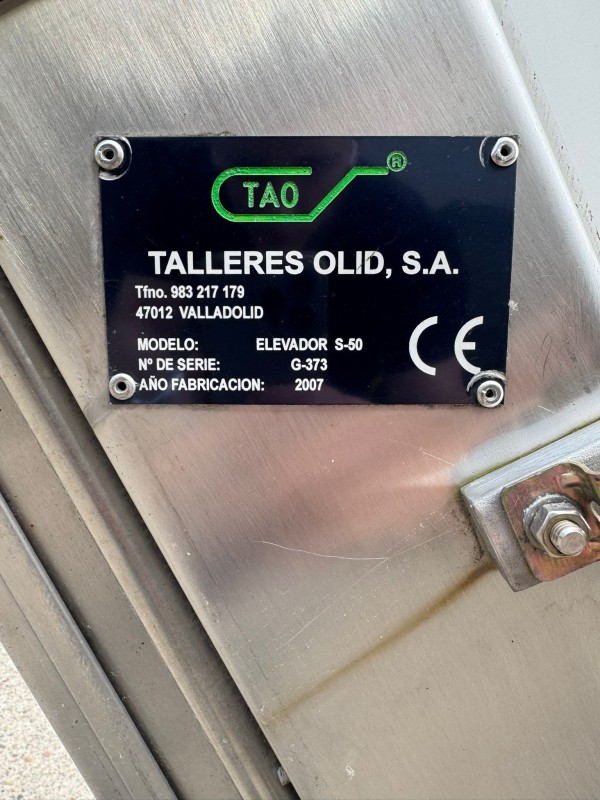 TAO ®
TALLERES OLID, S.A.
Tfno. 983 217 179
47012 VALLADOLID
MODELO: ELEVADOR S-50
Nº DE SERIE: G-373
AÑO FABRICACION: 2007
CE